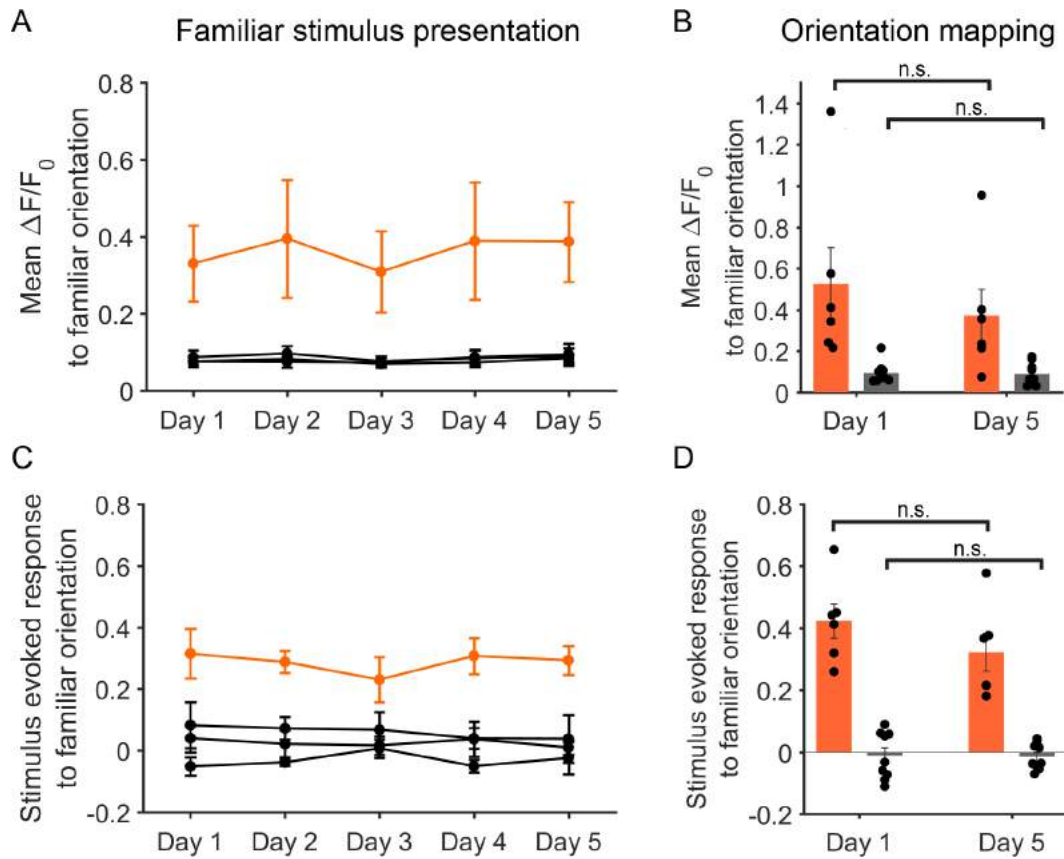 A
Familiar stimulus presentation
Mean ΔF/F0
to familiar orientation
0.8
0.6
0.4
0.2
0
Day 1
Day 2
Day 3
Day 4
Day 5
B
Orientation mapping
n.s.
n.s.
Mean ΔF/F0
to familiar orientation
1.4
1.2
1
0.8
0.6
0.4
0.2
0
Day 1
Day 5
C
Stimulus evoked response
to familiar orientation
0.8
0.6
0.4
0.2
0
-0.2
Day 1
Day 2
Day 3
Day 4
Day 5
D
n.s.
n.s.
Stimulus evoked response
to familiar orientation
0.8
0.6
0.4
0.2
0
-0.2
Day 1
Day 5